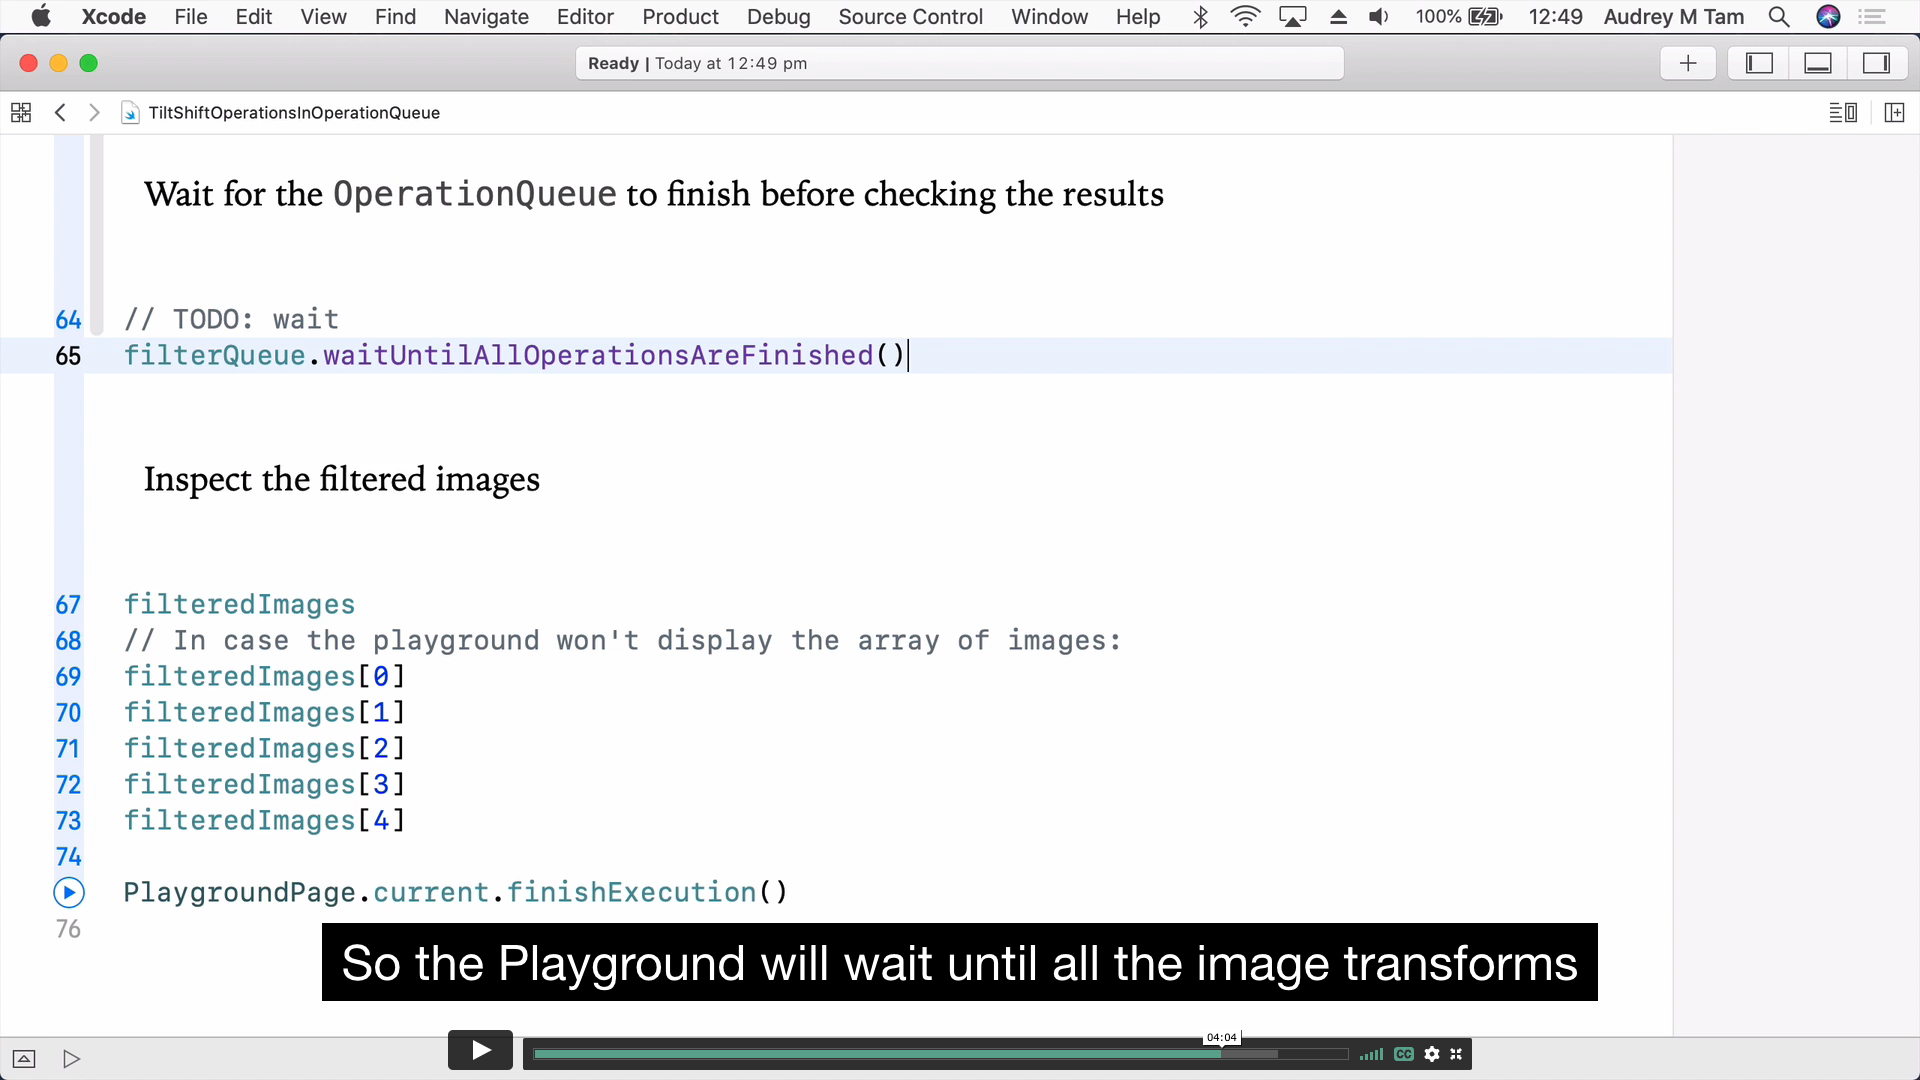 Xcode File Edit View Find Navigate Editor Product Debug Source Control Window Help 100% 12:49 Audrey M Tam
Ready | Today at 12:49 pm
TiltShiftOperationsInOperationQueue
Wait for the OperationQueue to finish before checking the results
64 // TODO: wait
65 filterQueue.waitUntilAllOperationsAreFinished()
Inspect the filtered images
67 filteredImages
68 // In case the playground won't display the array of images:
69 filteredImages[0]
70 filteredImages[1]
71 filteredImages[2]
72 filteredImages[3]
73 filteredImages[4]
74
PlaygroundPage.current.finishExecution()
76
So the Playground will wait until all the image transforms
04:04
CC